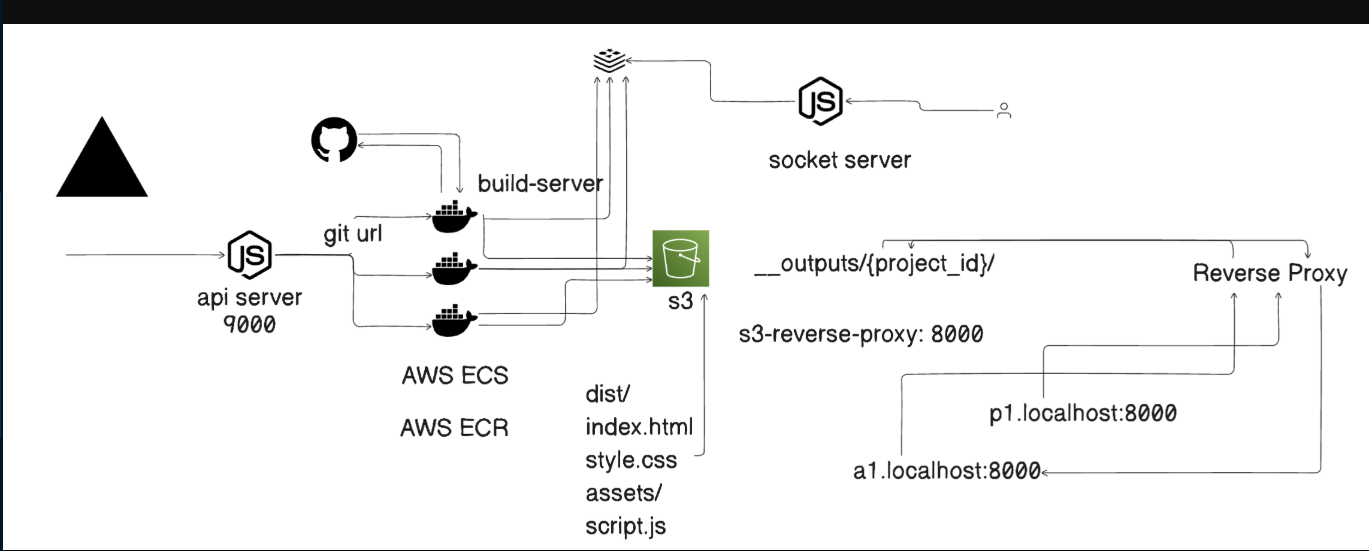 JS
socket server
build-server
git url
JS
api server
9000
s3
__outputs/{project_id}/
Reverse Proxy
s3-reverse-proxy: 8000
AWS ECS
AWS ECR
dist/
index.html
style.css
assets/
script.js
p1.localhost:8000
a1.localhost:8000